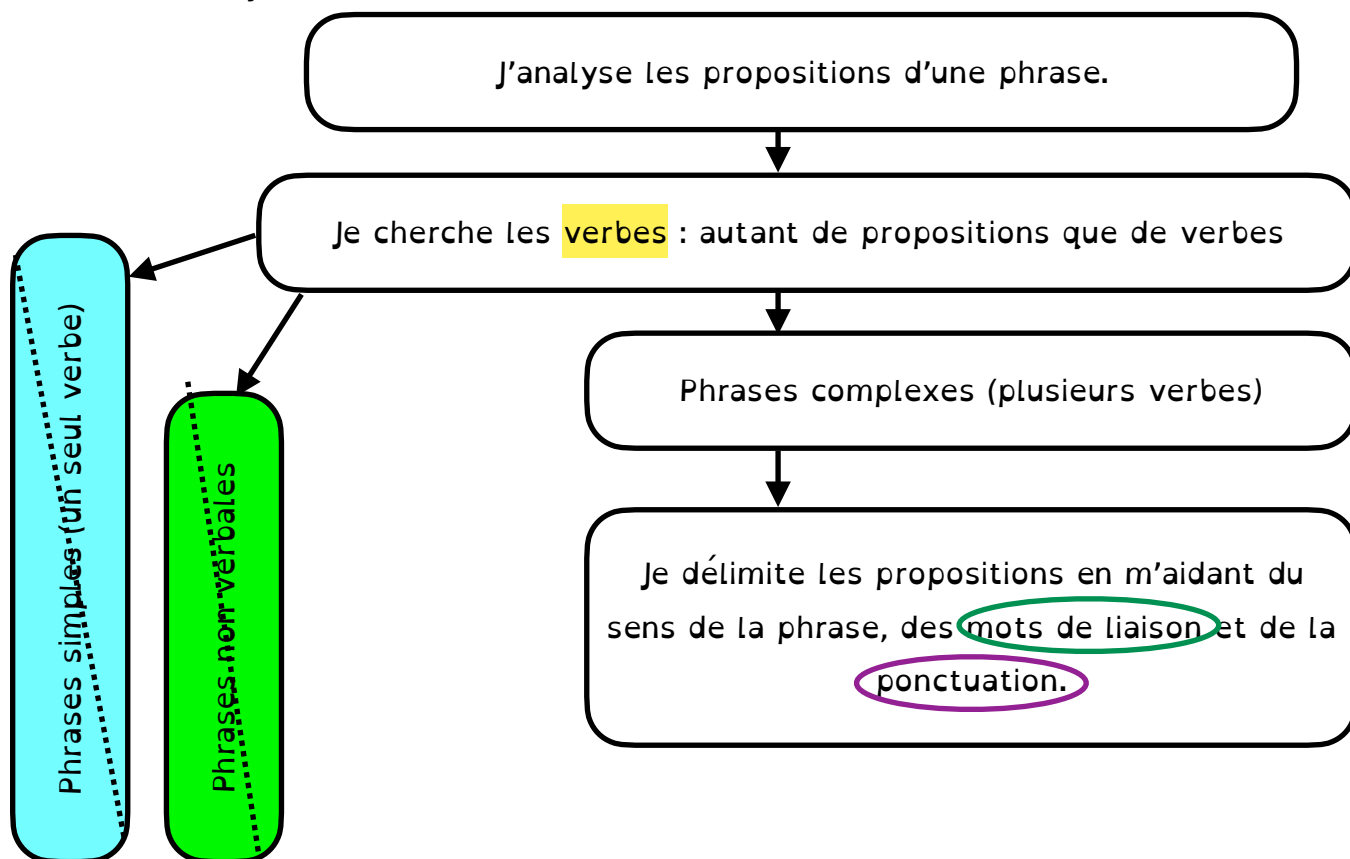 J'analyse les propositions d'une phrase.
Je cherche les verbes : autant de propositions que de verbes
Phrases simples (un seul verbe)
Phrases non verbales
Phrases complexes (plusieurs verbes)
Je délimite les propositions en m'aidant du
sens de la phrase, des mots de liaison et de la
ponctuation.